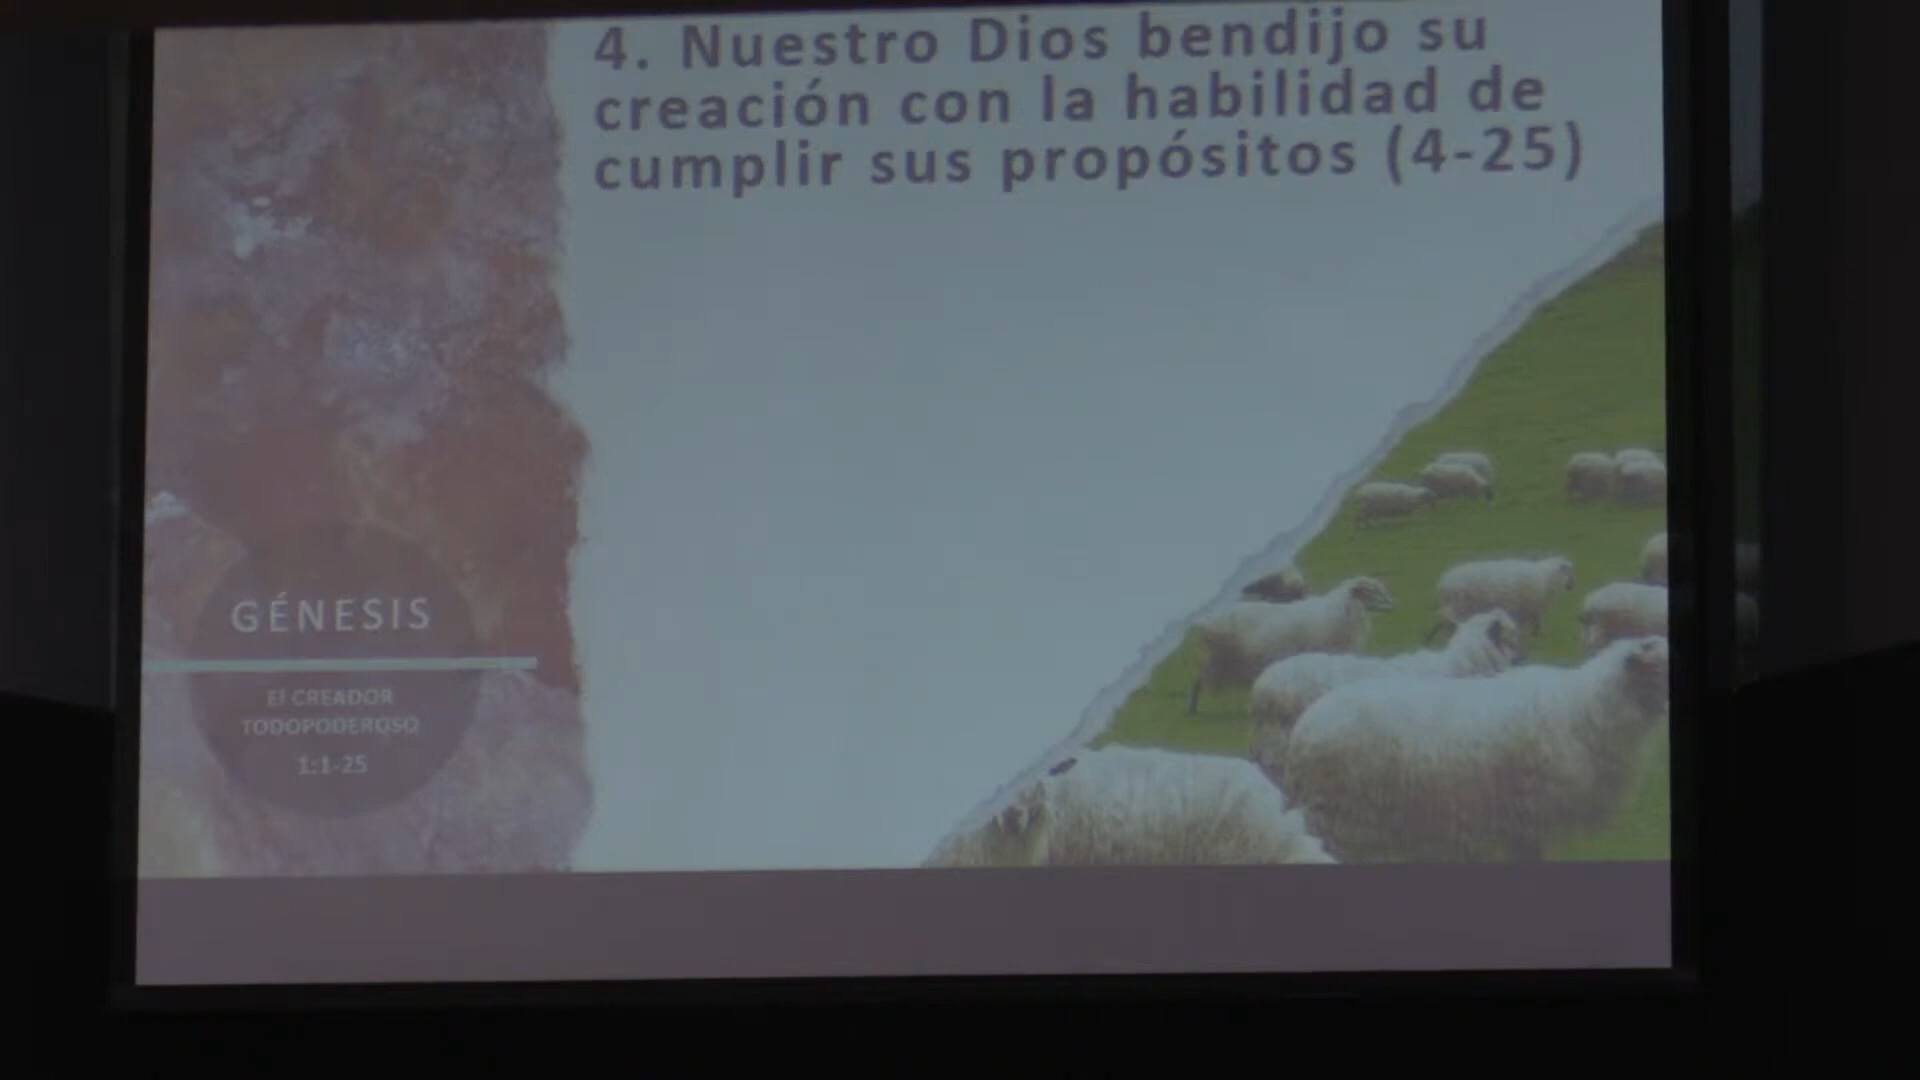 4. Nuestro Dios bendijo su
creación con la habilidad de
cumplir sus propósitos (4-25)
GÉNESIS
El CREADOR
TODOPODEROSO
1:1-25